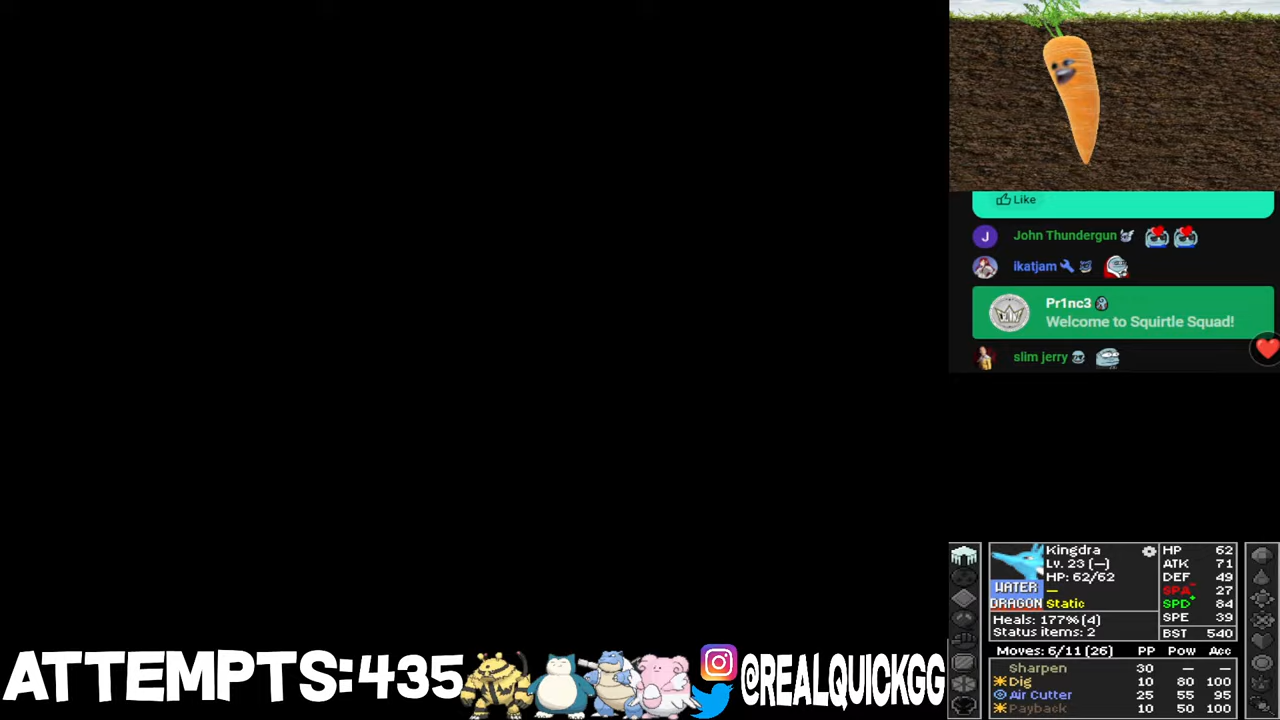 Like
John Thundergun
ikatjam
Pr1nc3
Welcome to Squirtle Squad!
slim jerry
Kingdra
Lv. 23 (—)
HP: 62/62
—
Static
WATER
DRAGON
Heals: 177% (4)
Status items: 2
HP 62
ATK 71
DEF 49
SPA 27
SPD 84
SPE 39
BST 540
Moves: 6/11 (26) PP Pow Acc
Sharpen 30 — —
Dig 10 80 100
Air Cutter 25 55 95
Payback 10 50 100
ATTEMPTS:435
@REALQUICKGG